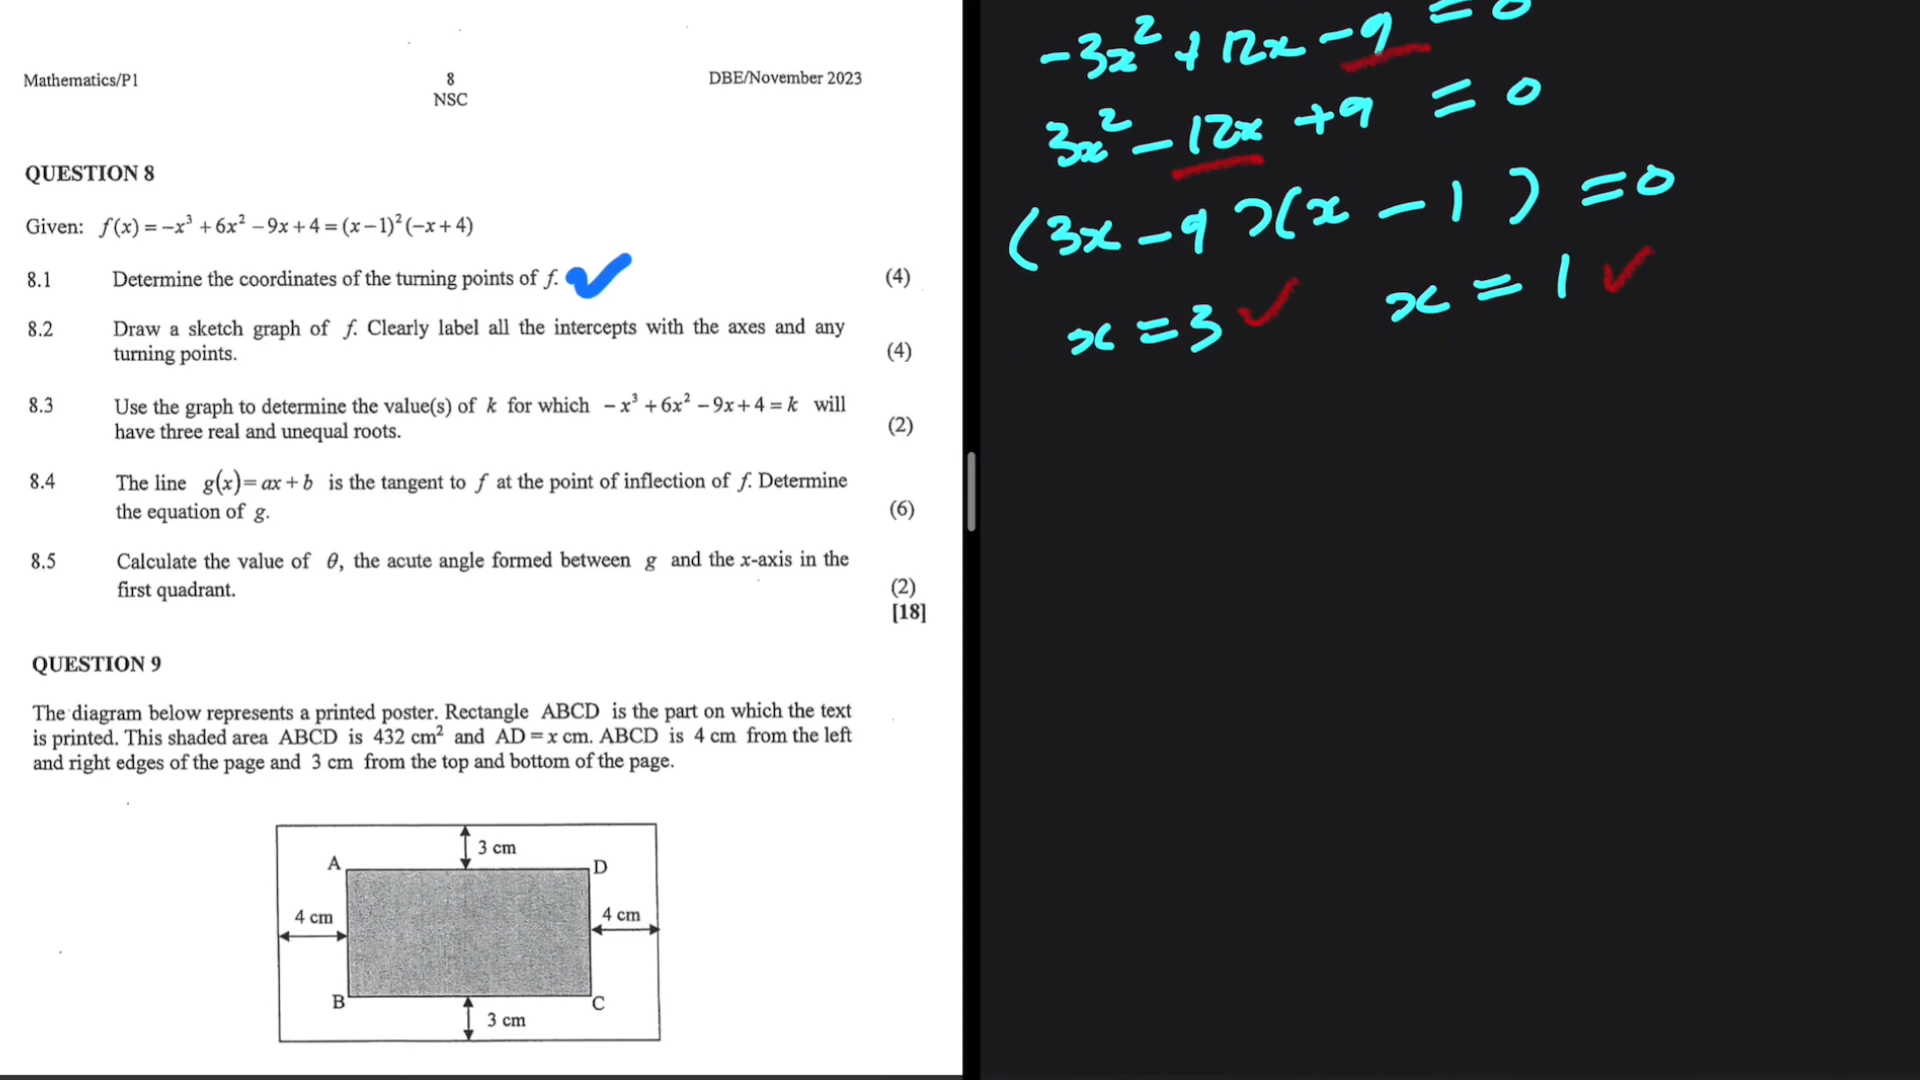 Mathematics/P1
8
NSC
DBE/November 2023
QUESTION 8
Given: f(x) = −x³ + 6x² − 9x + 4 = (x − 1)² (−x + 4)
8.1 Determine the coordinates of the turning points of f. (4)
8.2 Draw a sketch graph of f. Clearly label all the intercepts with the axes and any
turning points. (4)
8.3 Use the graph to determine the value(s) of k for which − x³ + 6x² − 9x + 4 = k will
have three real and unequal roots. (2)
8.4 The line g(x) = ax + b is the tangent to f at the point of inflection of f. Determine
the equation of g. (6)
8.5 Calculate the value of θ, the acute angle formed between g and the x-axis in the
first quadrant. (2)
[18]
QUESTION 9
The diagram below represents a printed poster. Rectangle ABCD is the part on which the text
is printed. This shaded area ABCD is 432 cm² and AD = x cm. ABCD is 4 cm from the left
and right edges of the page and 3 cm from the top and bottom of the page.
3 cm
A
D
4 cm
4 cm
B
C
3 cm
−3x² + 12x − 9 = 0
3x² − 12x + 9 = 0
(3x − 9)(x − 1) = 0
x = 3 x = 1